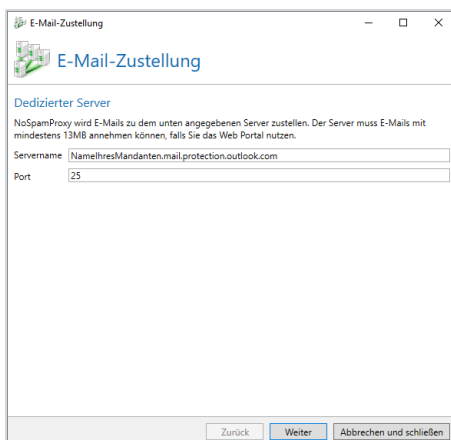 E-Mail-Zustellung
E-Mail-Zustellung
Dedizierter Server
NoSpamProxy wird E-Mails zu dem unten angegebenen Server zustellen. Der Server muss E-Mails mit
mindestens 13MB annehmen können, falls Sie das Web Portal nutzen.
Servername NameIhresMandanten.mail.protection.outlook.com
Port 25
Zurück Weiter Abbrechen und schließen